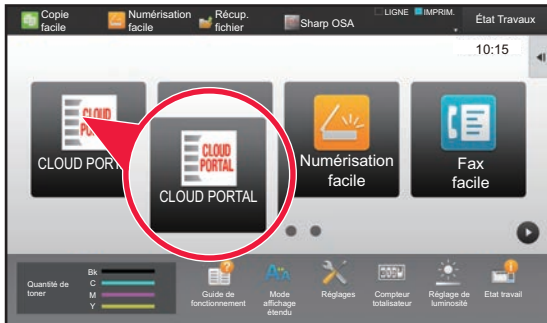 Copie
facile
Numérisation
facile
Récup.
fichier
Sharp OSA
LIGNE
IMPRIM.
État Travaux
10:15
CLOUD
CLOUD PORT
CLOUD
PORTAL
CLOUD PORTAL
Numérisation
facile
Fax
facile
Quantité de
toner
Bk
C
M
Y
Guide de
fonctionnement
Mode
affichage
étendu
Réglages
Compteur
totalisateur
Réglage de
luminosité
Etat travail